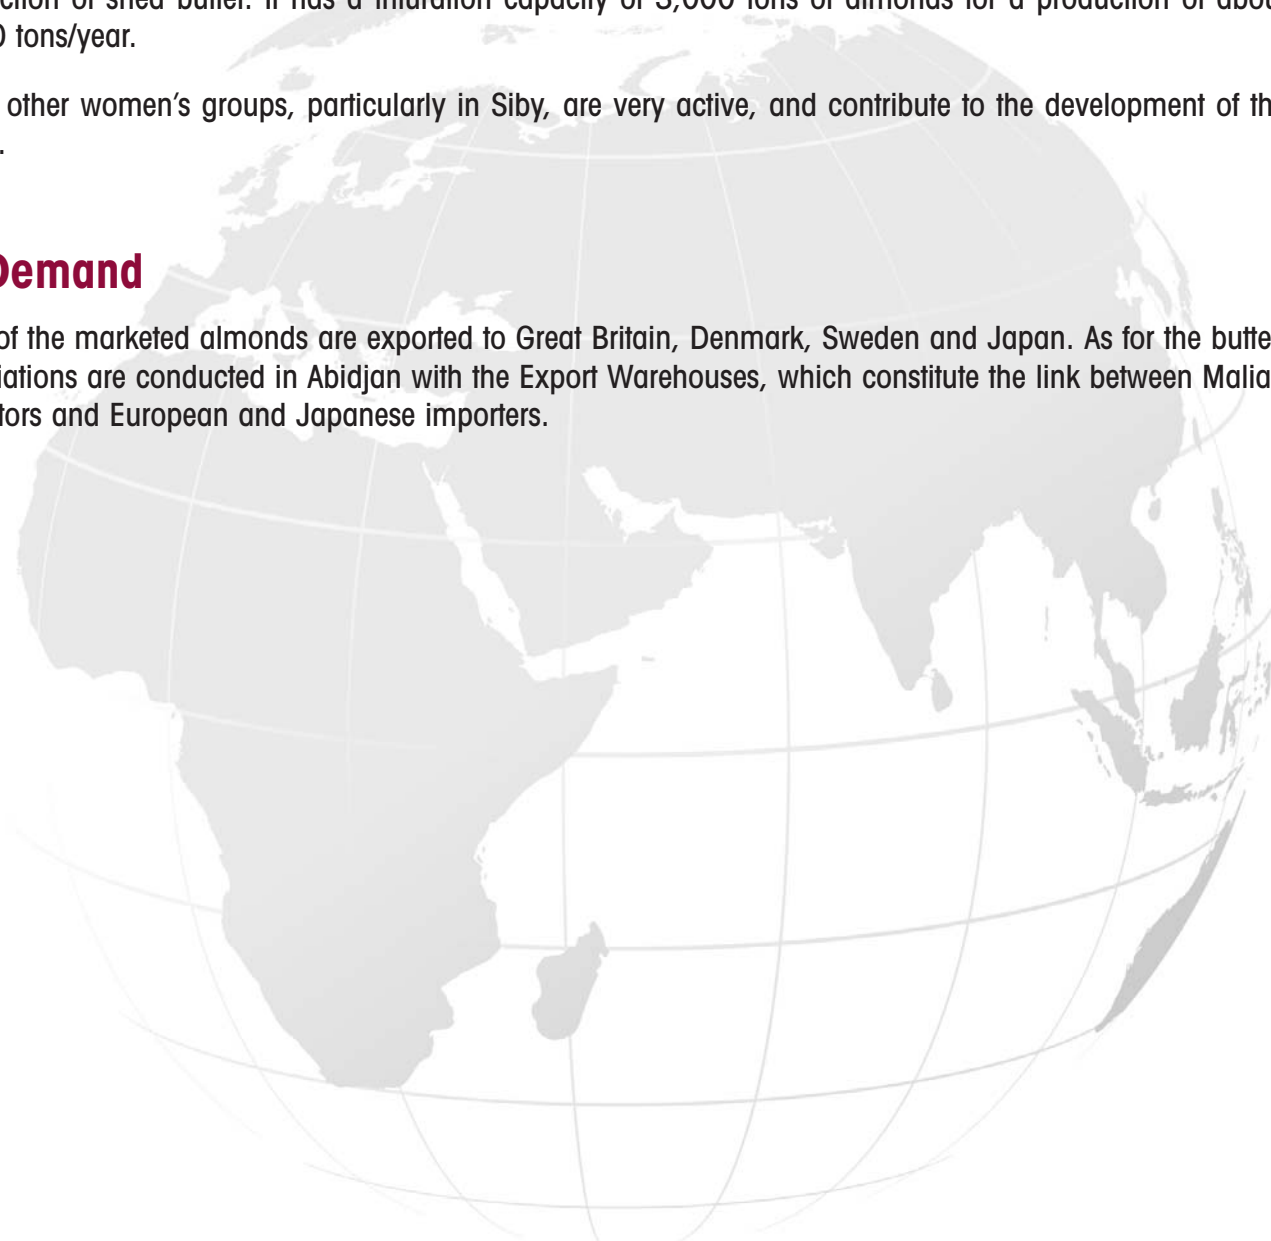 ction of shea butter. It has a trituration capacity of tons of almonds for a production of abou
0 tons/year.
other women's groups, particularly in Siby, are very active, and contribute to the development of th
.
Demand
of the marketed almonds are exported to Great Britain, Denmark, Sweden and Japan. As for the butte
iations are conducted in Abidjan with the Export Warehouses, which constitute the link between Malia
tors and European and Japanese importers.